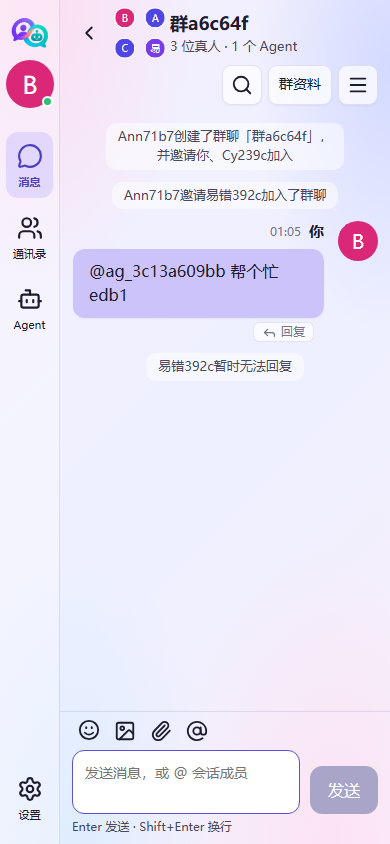 B
消息
通讯录
Agent
设置
B A
C 易
群a6c64f
3 位真人 · 1 个 Agent
群资料
Ann71b7创建了群聊「群a6c64f」，
并邀请你、Cy239c加入
Ann71b7邀请易错392c加入了群聊
01:05 你
B
@ag_3c13a609bb 帮个忙
edb1
回复
易错392c暂时无法回复
发送消息，或 @ 会话成员
发送
Enter 发送 · Shift+Enter 换行